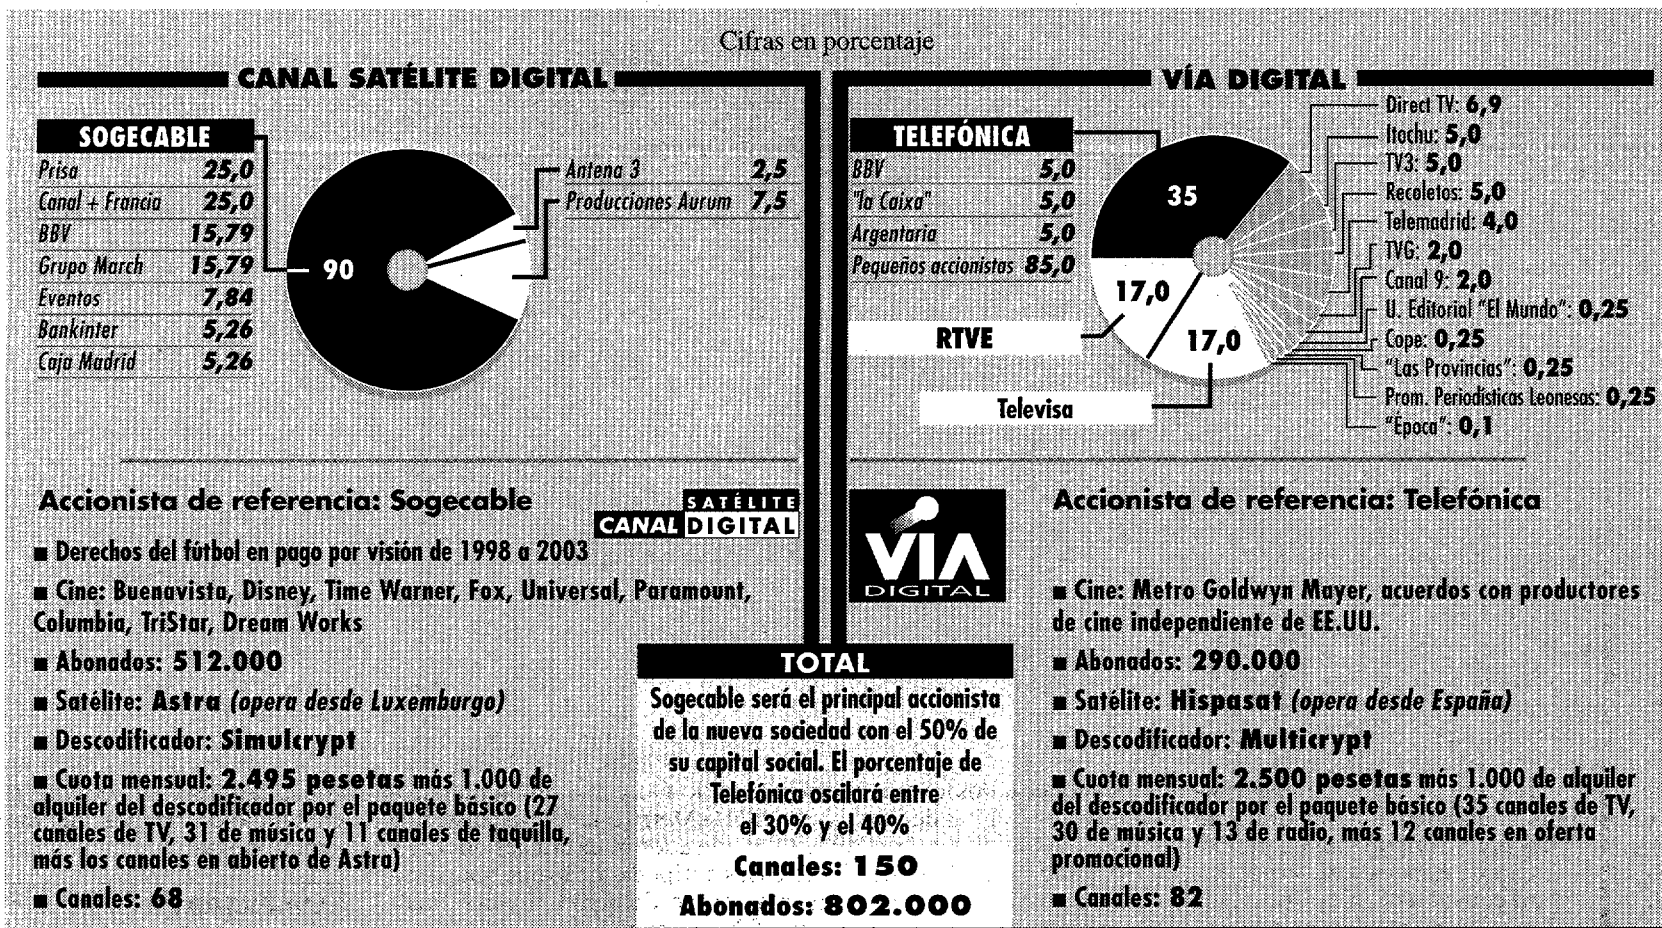 Cifras en porcentaje
CANAL SATÉLITE DIGITAL
SOGECABLE
Prisa 25,0
Canal + Francia 25,0
BBV 15,79
Grupo March 15,79
Eventos 7,84
Bankinter 5,26
Caja Madrid 5,26
90
Antena 3 2,5
Producciones Aurum 7,5
VÍA DIGITAL
TELEFÓNICA
BBV 5,0
"la Caixa" 5,0
Argentaria 5,0
Pequeños accionistas 85,0
35
17,0
RTVE
17,0
Televisa
Direct TV: 6,9
Itochu: 5,0
TV3: 5,0
Recoletos: 5,0
Telemadrid: 4,0
TVG: 2,0
Canal 9: 2,0
U. Editorial "El Mundo": 0,25
Cope: 0,25
"Las Provincias": 0,25
Prom. Periodísticas Leonesas: 0,25
"Época": 0,1
Accionista de referencia: Sogecable
SATÉLITE
CANAL DIGITAL
■ Derechos del fútbol en pago por visión de 1998 a 2003
■ Cine: Buenavista, Disney, Time Warner, Fox, Universal, Paramount,
Columbia, TriStar, Dream Works
■ Abonados: 512.000
■ Satélite: Astra (opera desde Luxemburgo)
■ Descodificador: Simulcrypt
■ Cuota mensual: 2.495 pesetas más 1.000 de
alquiler del descodificador por el paquete básico (27
canales de TV, 31 de música y 11 canales de taquilla,
más los canales en abierto de Astra)
■ Canales: 68
VÍA
DIGITAL
Accionista de referencia: Telefónica
■ Cine: Metro Goldwyn Mayer, acuerdos con productores
de cine independiente de EE.UU.
■ Abonados: 290.000
■ Satélite: Hispasat (opera desde España)
■ Descodificador: Multicrypt
■ Cuota mensual: 2.500 pesetas más 1.000 de alquiler
del descodificador por el paquete básico (35 canales de TV,
30 de música y 13 de radio, más 12 canales en oferta
promocional)
■ Canales: 82
TOTAL
Sogecable será el principal accionista
de la nueva sociedad con el 50% de
su capital social. El porcentaje de
Telefónica oscilará entre
el 30% y el 40%
Canales: 150
Abonados: 802.000